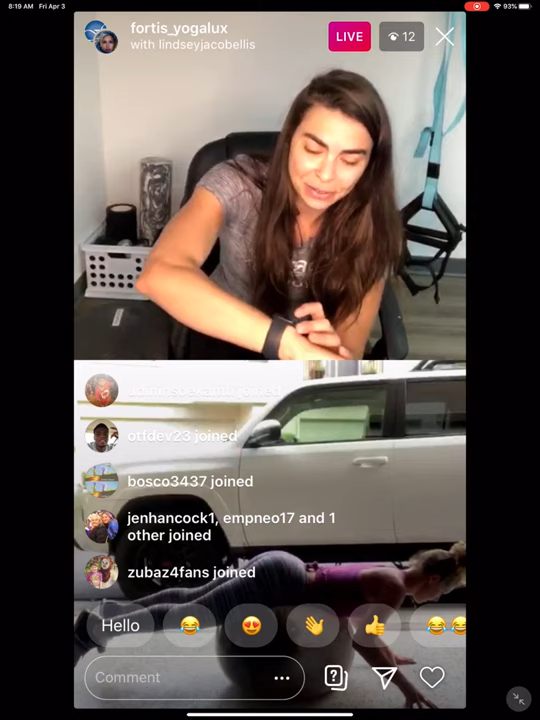 8:19 AM Fri Apr 3
93%
fortis_yogalux
with lindseyjacobellis
LIVE
12
joined
ottdev23 joined
bosco3437 joined
jenhancock1, empneo17 and 1
other joined
zubaz4fans joined
Hello
Comment